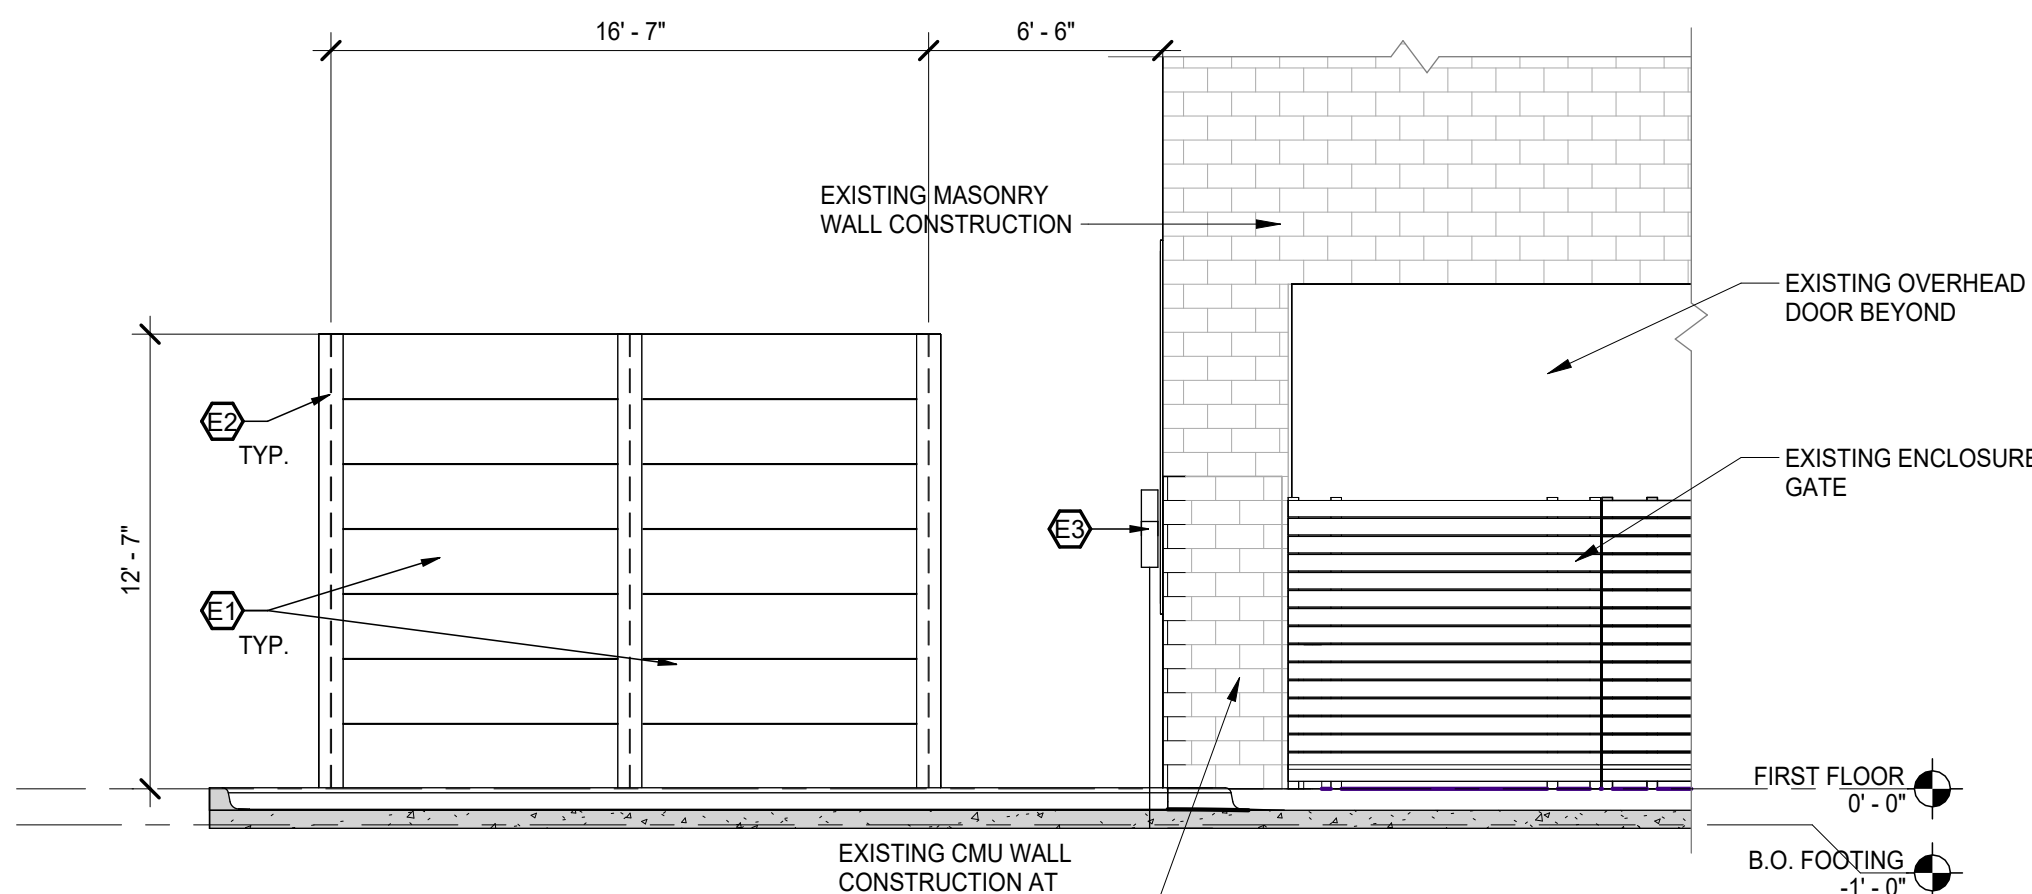 16' - 7"
6' - 6"
EXISTING MASONRY
WALL CONSTRUCTION
EXISTING OVERHEAD
DOOR BEYOND
E2
TYP.
EXISTING ENCLOSURE
GATE
E3
12' - 7"
E1
TYP.
FIRST FLOOR
0' - 0"
EXISTING CMU WALL
CONSTRUCTION AT
B.O. FOOTING
-1' - 0"